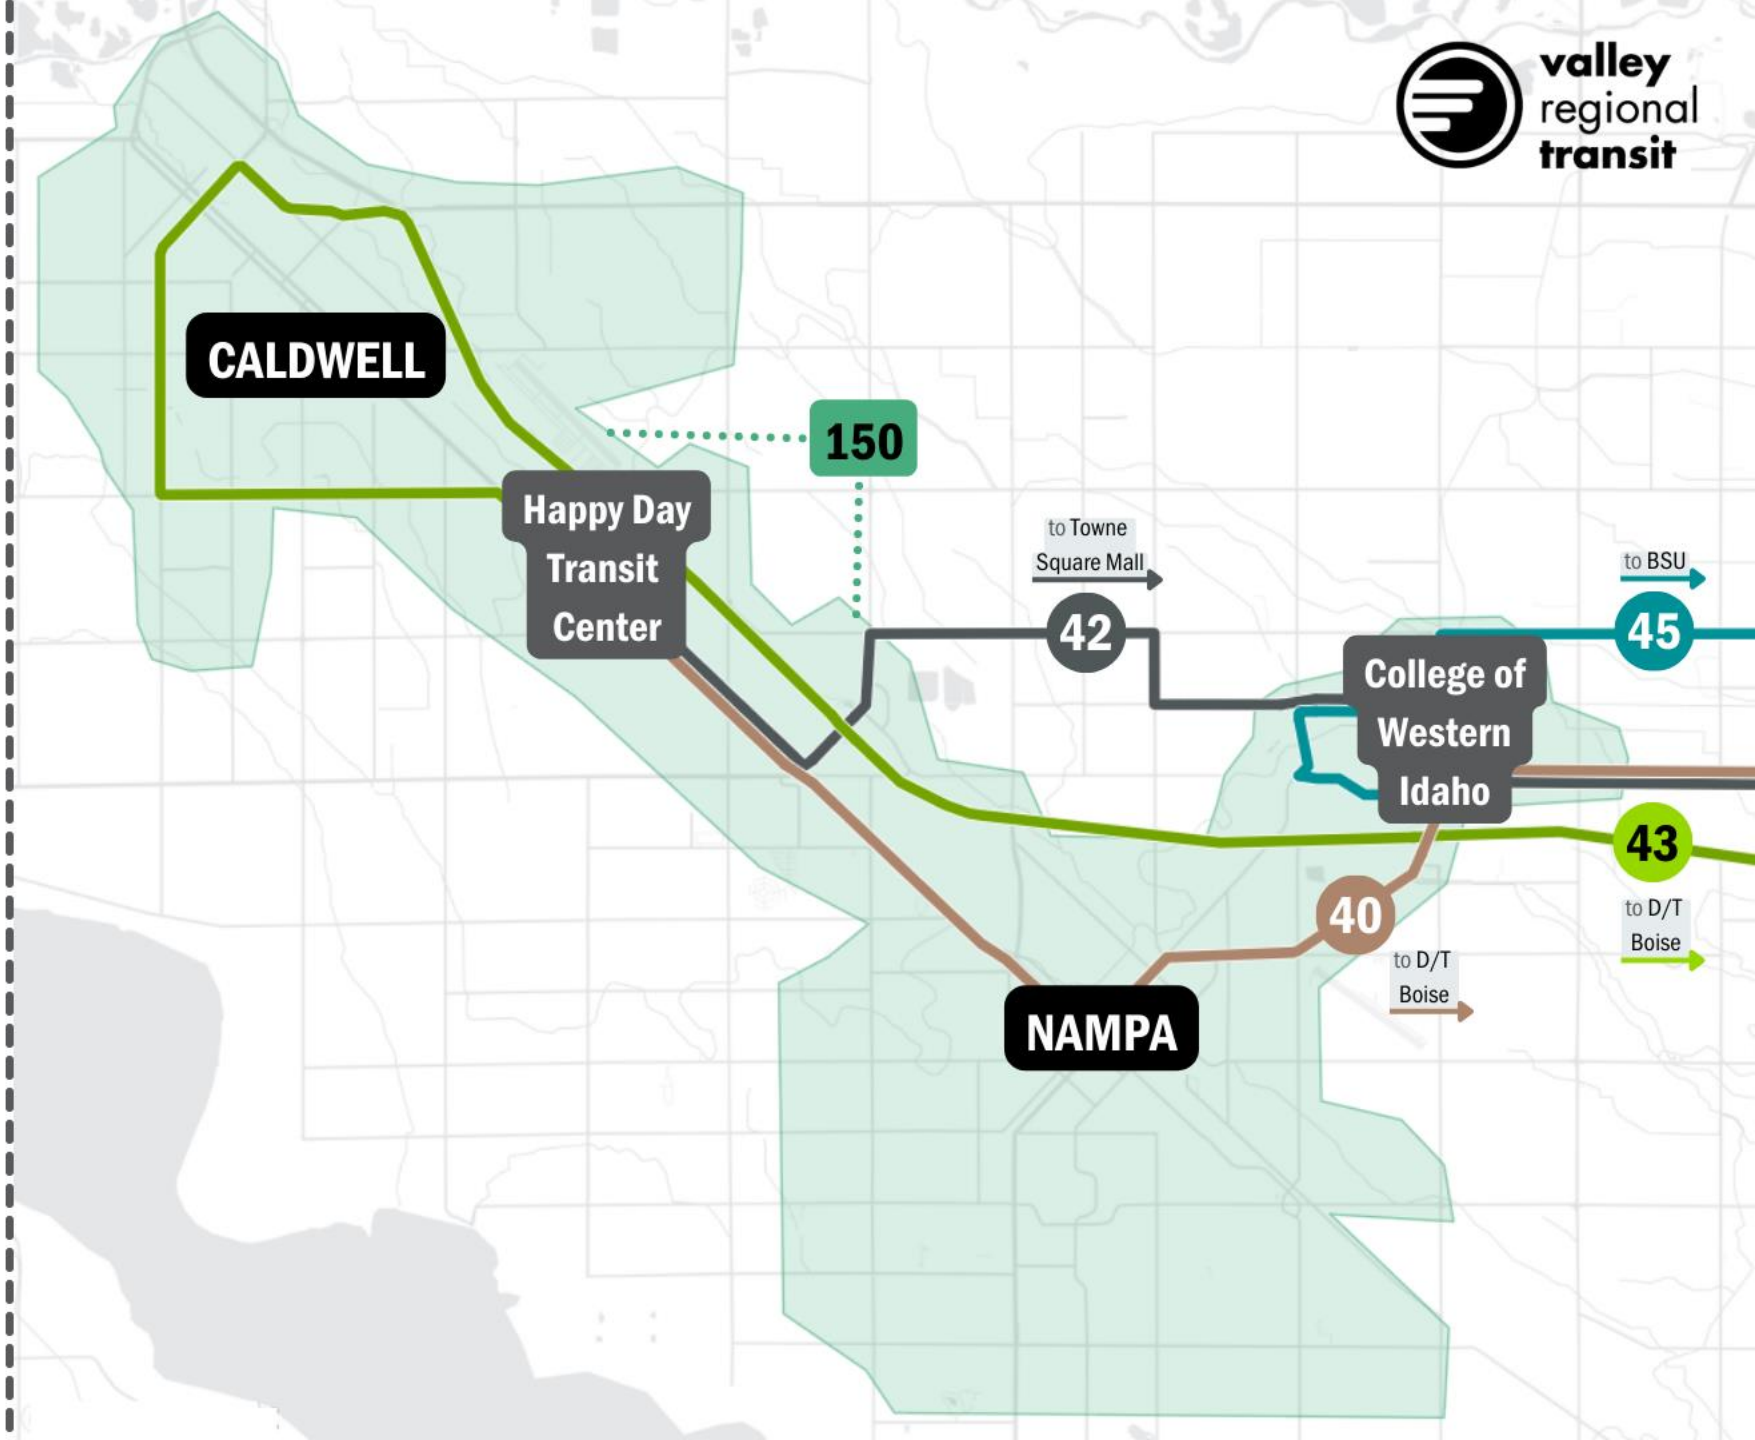 valley
regional
transit
CALDWELL
150
Happy Day
Transit
Center
to Towne
Square Mall
42
to BSU
45
College of
Western
Idaho
43
to D/T
Boise
40
to D/T
Boise
NAMPA